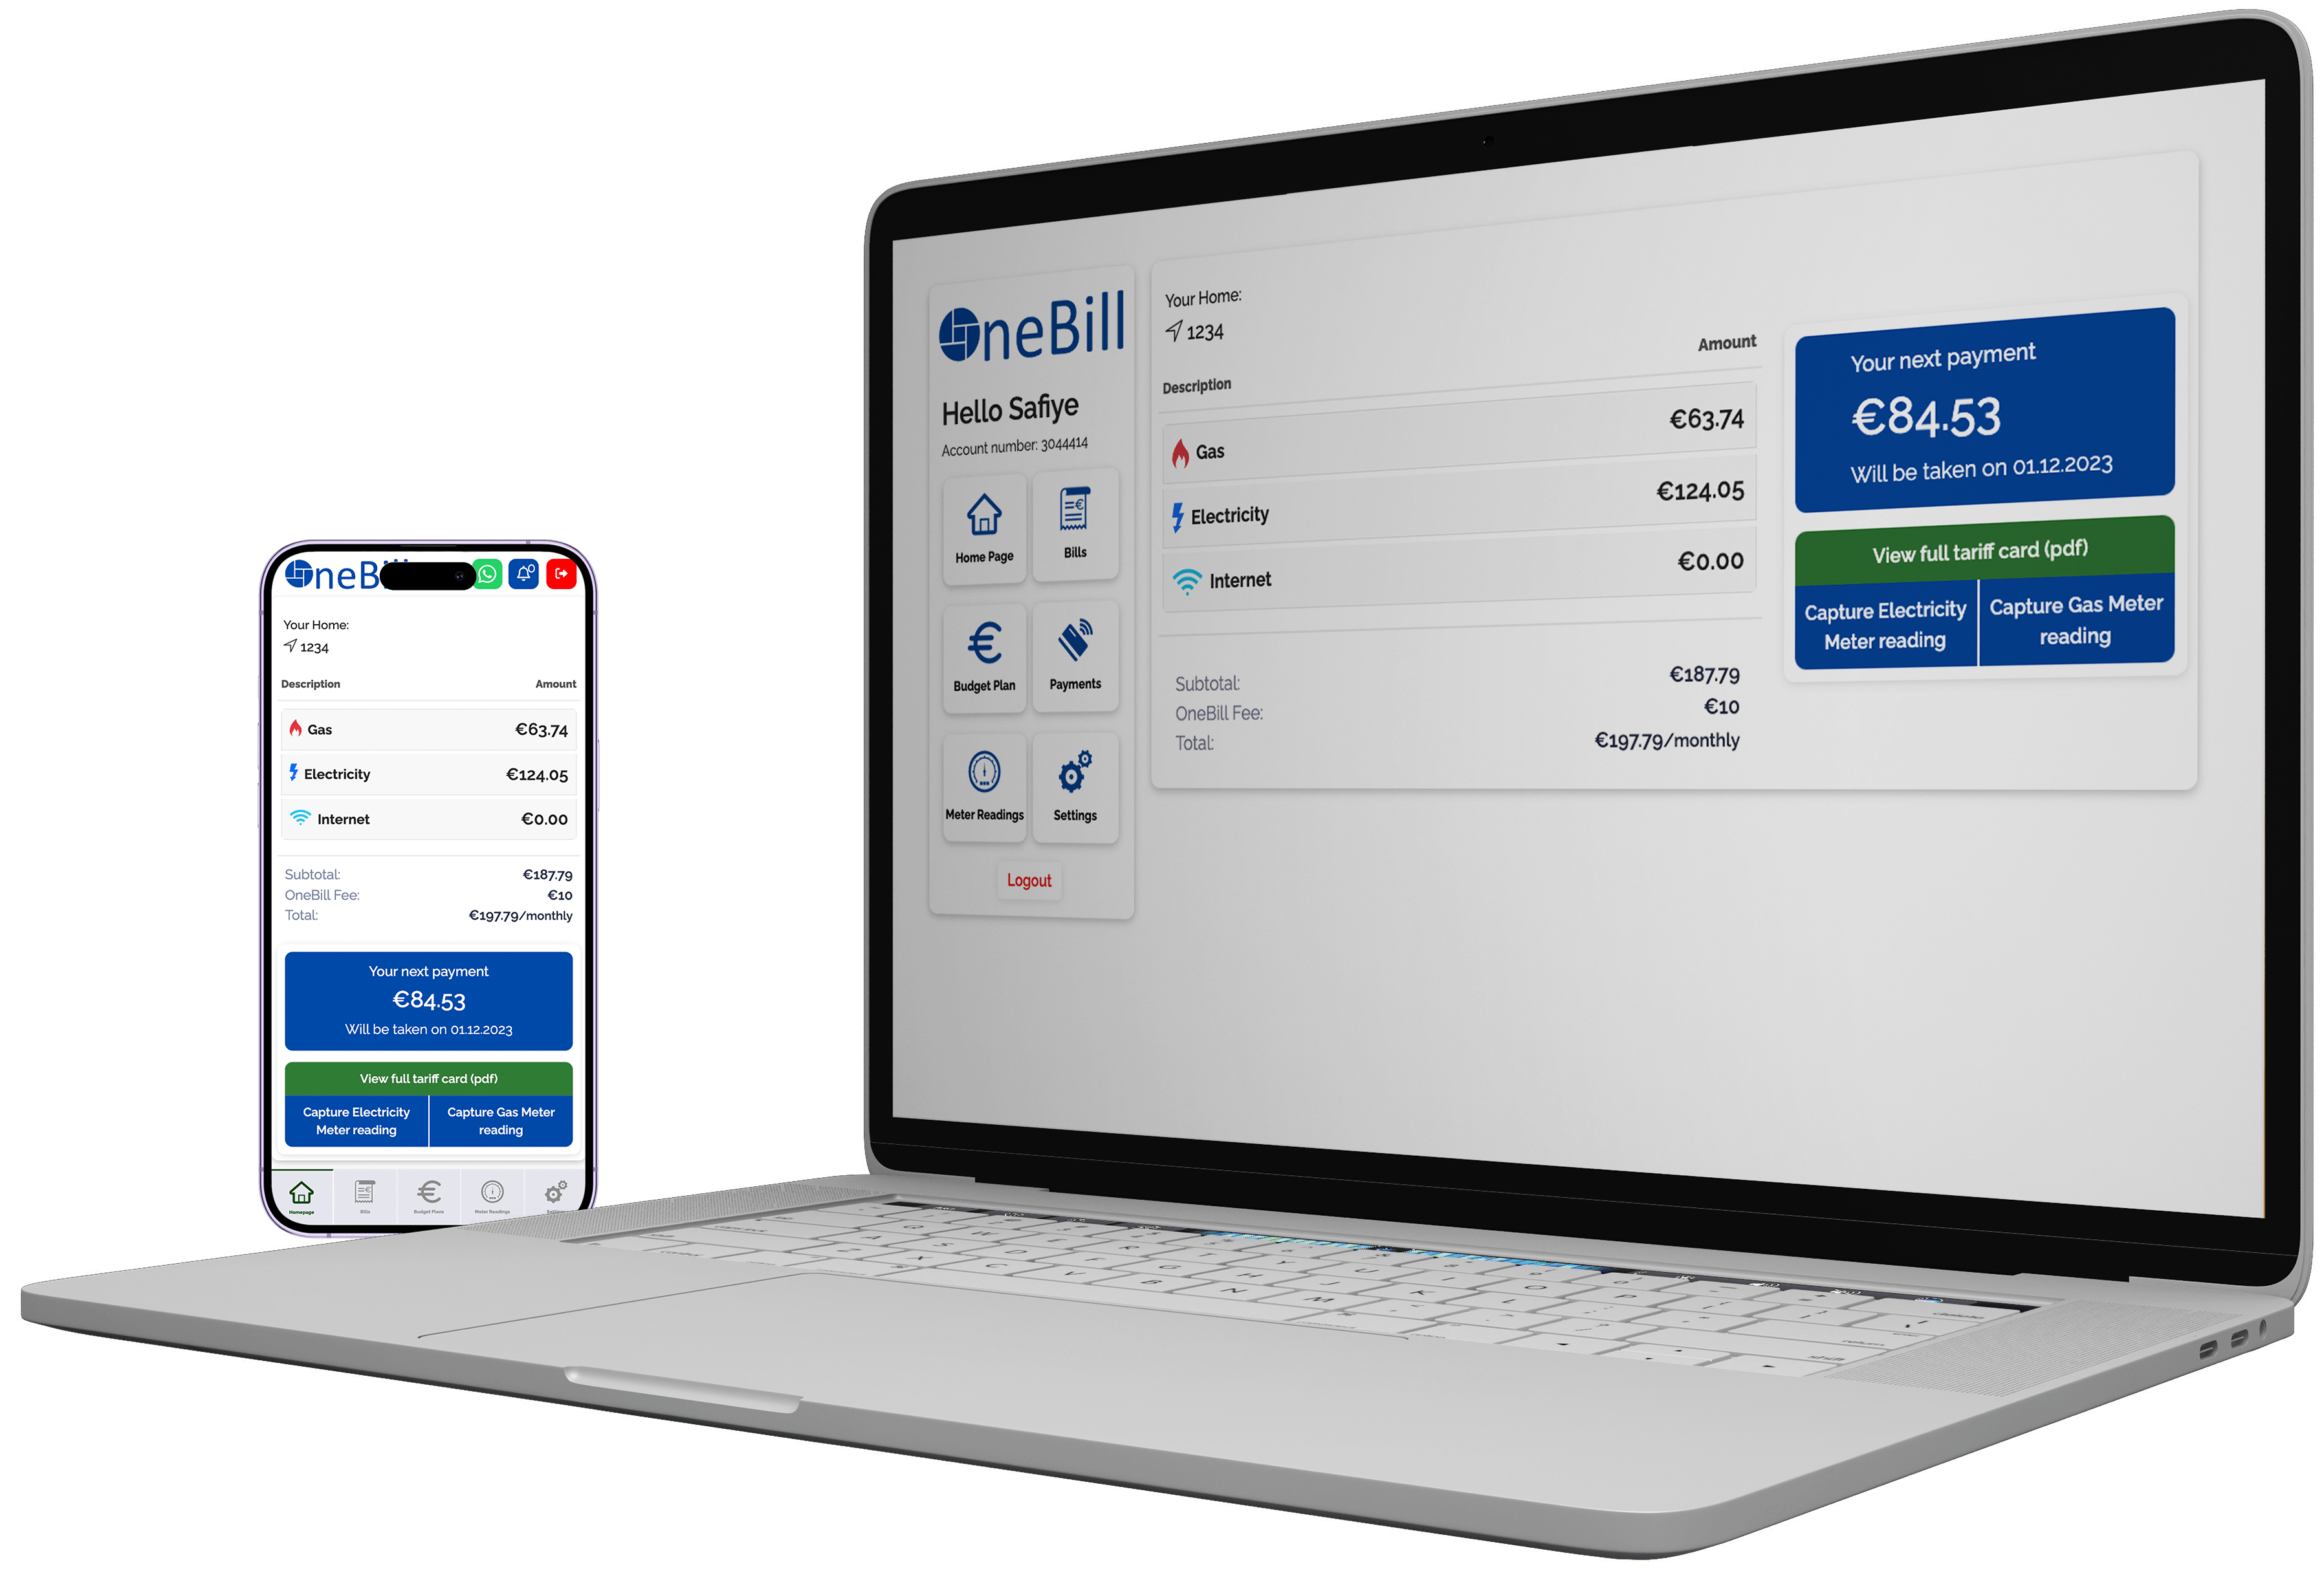 OneBill
Your Home:
1234
Description Amount
Gas €63.74
Electricity €124.05
Internet €0.00
Subtotal: €187.79
OneBill Fee: €10
Total: €197.79/monthly
Your next payment
€84.53
Will be taken on 01.12.2023
View full tariff card (pdf)
Capture Electricity
Meter reading
Capture Gas Meter
reading
Homepage Bills Budget Plans Meter Readings
OneBill
Hello Safiye
Account number: 3044414
Home Page Bills
Budget Plan Payments
Meter Readings Settings
Logout
Your Home:
1234
Description Amount
Gas €63.74
Electricity €124.05
Internet €0.00
Subtotal: €187.79
OneBill Fee: €10
Total: €197.79/monthly
Your next payment
€84.53
Will be taken on 01.12.2023
View full tariff card (pdf)
Capture Electricity
Meter reading
Capture Gas Meter
reading